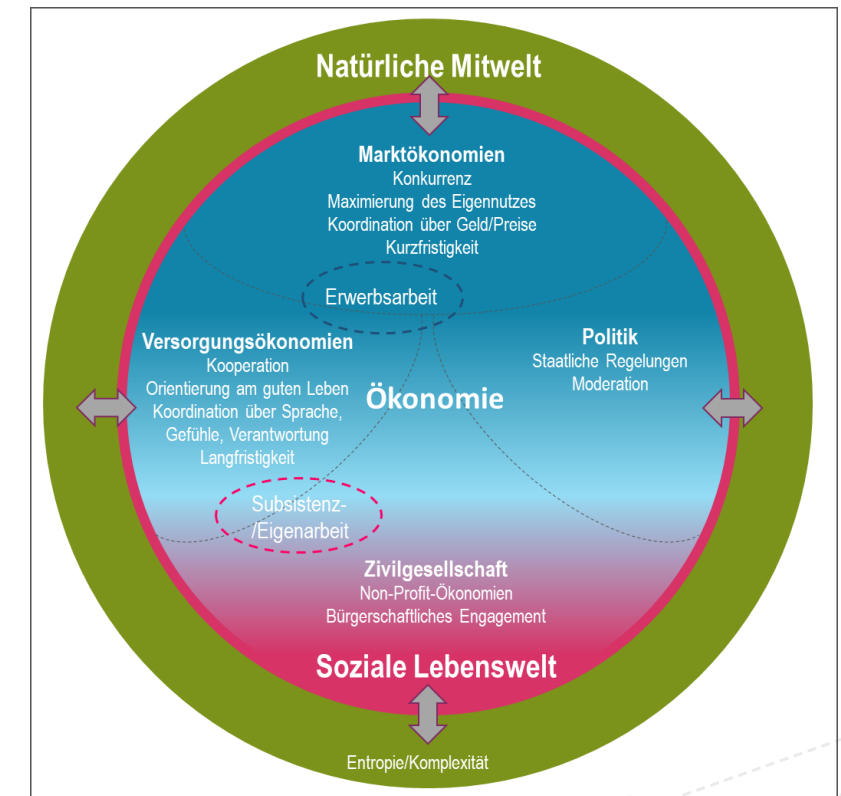 Natürliche Mitwelt
Marktökonomien
Konkurrenz
Maximierung des Eigennutzes
Koordination über Geld/Preise
Kurzfristigkeit
Erwerbsarbeit
Versorgungsökonomien
Kooperation
Orientierung am guten Leben
Koordination über Sprache,
Gefühle, Verantwortung
Langfristigkeit
Politik
Staatliche Regelungen
Moderation
Ökonomie
Subsistenz-
/Eigenarbeit
Zivilgesellschaft
Non-Profit-Ökonomien
Bürgerschaftliches Engagement
Soziale Lebenswelt
Entropie/Komplexität